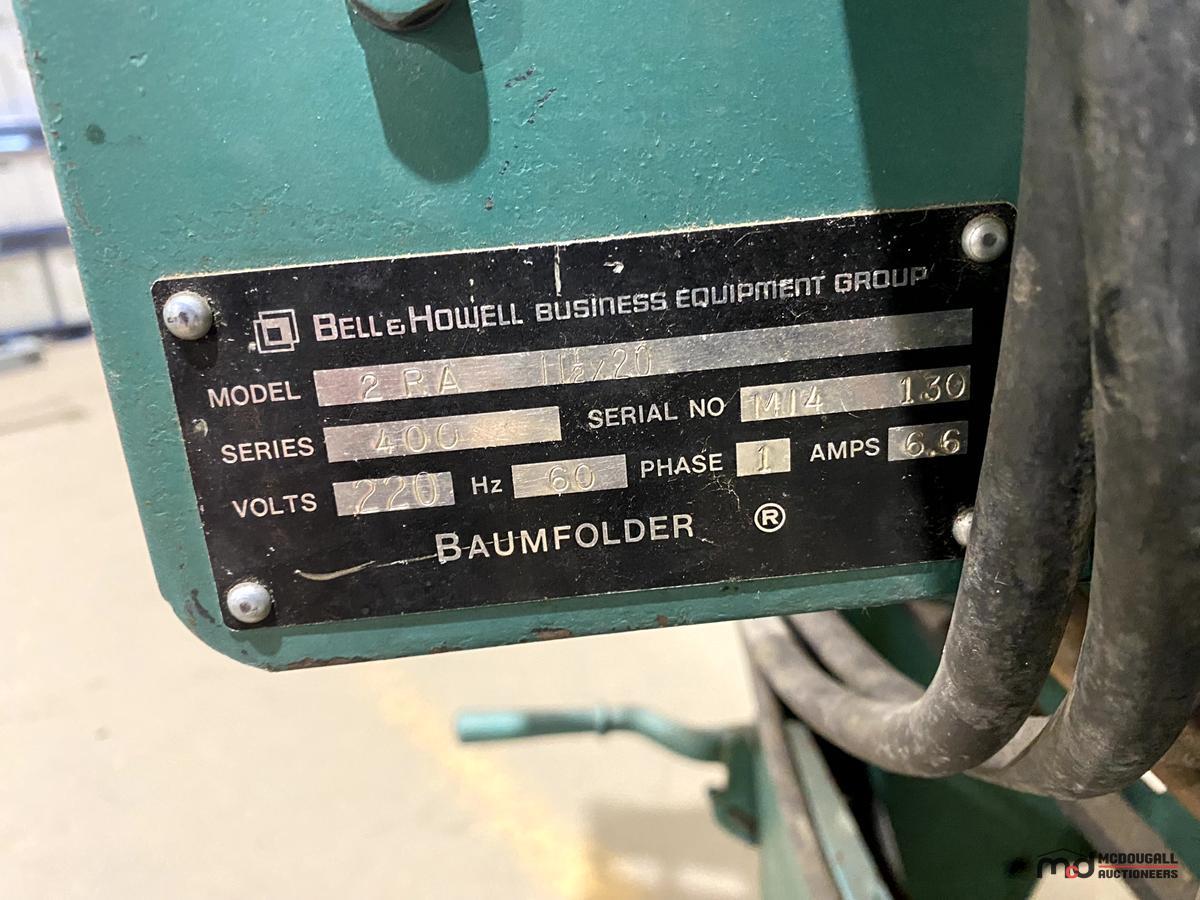 BELL & HOWELL BUSINESS EQUIPMENT GROUP
MODEL 2 RA 11½x20
SERIES 400 SERIAL NO M14 130
VOLTS 220 Hz 60 PHASE 1 AMPS 6.6
BAUMFOLDER ®
mcd MCDOUGALL
AUCTIONEERS